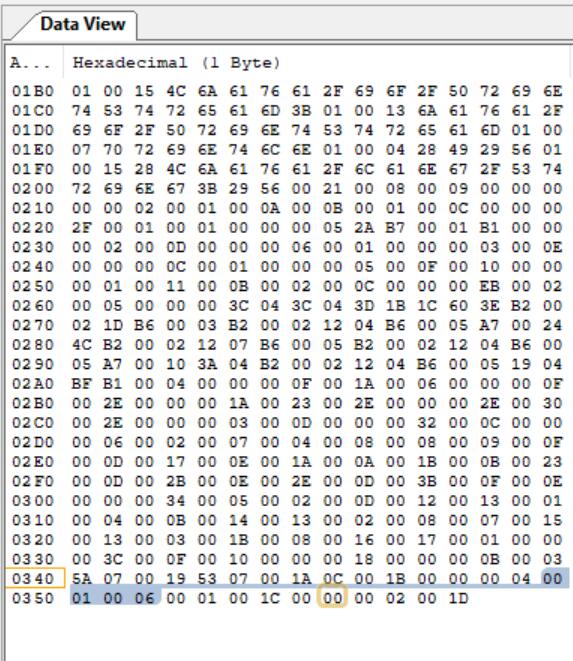 Data View
A... Hexadecimal (1 Byte)
01B0 01 00 15 4C 6A 61 76 61 2F 69 6F 2F 50 72 69 6E
01C0 74 53 74 72 65 61 6D 3B 01 00 13 6A 61 76 61 2F
01D0 69 6F 2F 50 72 69 6E 74 53 74 72 65 61 6D 01 00
01E0 07 70 72 69 6E 74 6C 6E 01 00 04 28 49 29 56 01
01F0 00 15 28 4C 6A 61 76 61 2F 6C 61 6E 67 2F 53 74
0200 72 69 6E 67 3B 29 56 00 21 00 08 00 09 00 00 00
0210 00 00 02 00 01 00 0A 00 0B 00 01 00 0C 00 00 00
0220 2F 00 01 00 01 00 00 00 05 2A B7 00 01 B1 00 00
0230 00 02 00 0D 00 00 00 06 00 01 00 00 00 03 00 0E
0240 00 00 00 0C 00 01 00 00 00 05 00 0F 00 10 00 00
0250 00 01 00 11 00 0B 00 02 00 0C 00 00 00 EB 00 02
0260 00 05 00 00 00 3C 04 3C 04 3D 1B 1C 60 3E B2 00
0270 02 1D B6 00 03 B2 00 02 12 04 B6 00 05 A7 00 24
0280 4C B2 00 02 12 07 B6 00 05 B2 00 02 12 04 B6 00
0290 05 A7 00 10 3A 04 B2 00 02 12 04 B6 00 05 19 04
02A0 BF B1 00 04 00 00 00 0F 00 1A 00 06 00 00 00 0F
02B0 00 2E 00 00 00 1A 00 23 00 2E 00 00 00 2E 00 30
02C0 00 2E 00 00 00 03 00 0D 00 00 00 32 00 0C 00 00
02D0 00 06 00 02 00 07 00 04 00 08 00 08 00 09 00 0F
02E0 00 0D 00 17 00 0E 00 1A 00 0A 00 1B 00 0B 00 23
02F0 00 0D 00 2B 00 0E 00 2E 00 0D 00 3B 00 0F 00 0E
0300 00 00 00 34 00 05 00 02 00 0D 00 12 00 13 00 01
0310 00 04 00 0B 00 14 00 13 00 02 00 08 00 07 00 15
0320 00 13 00 03 00 1B 00 08 00 16 00 17 00 01 00 00
0330 00 3C 00 0F 00 10 00 00 00 18 00 00 00 0B 00 03
0340 5A 07 00 19 53 07 00 1A 0C 00 1B 00 00 00 04 00
0350 01 00 06 00 01 00 1C 00 00 00 02 00 1D